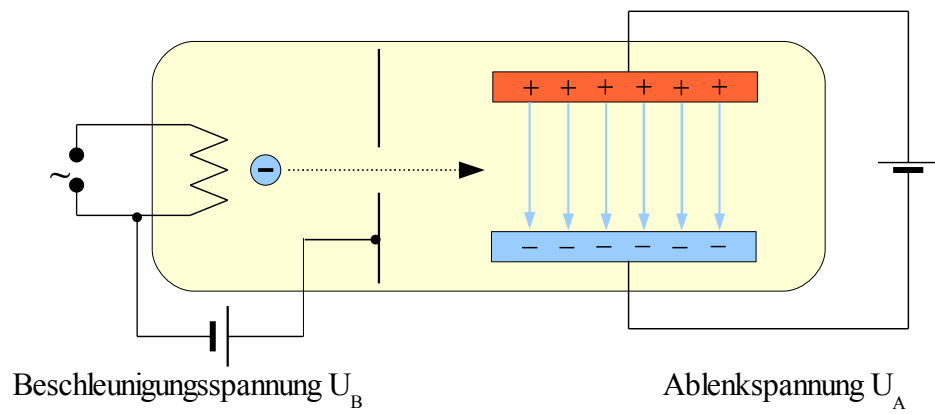 + + + + + +
~
−
− − − − − −
Beschleunigungsspannung U_B
Ablenkspannung U_A